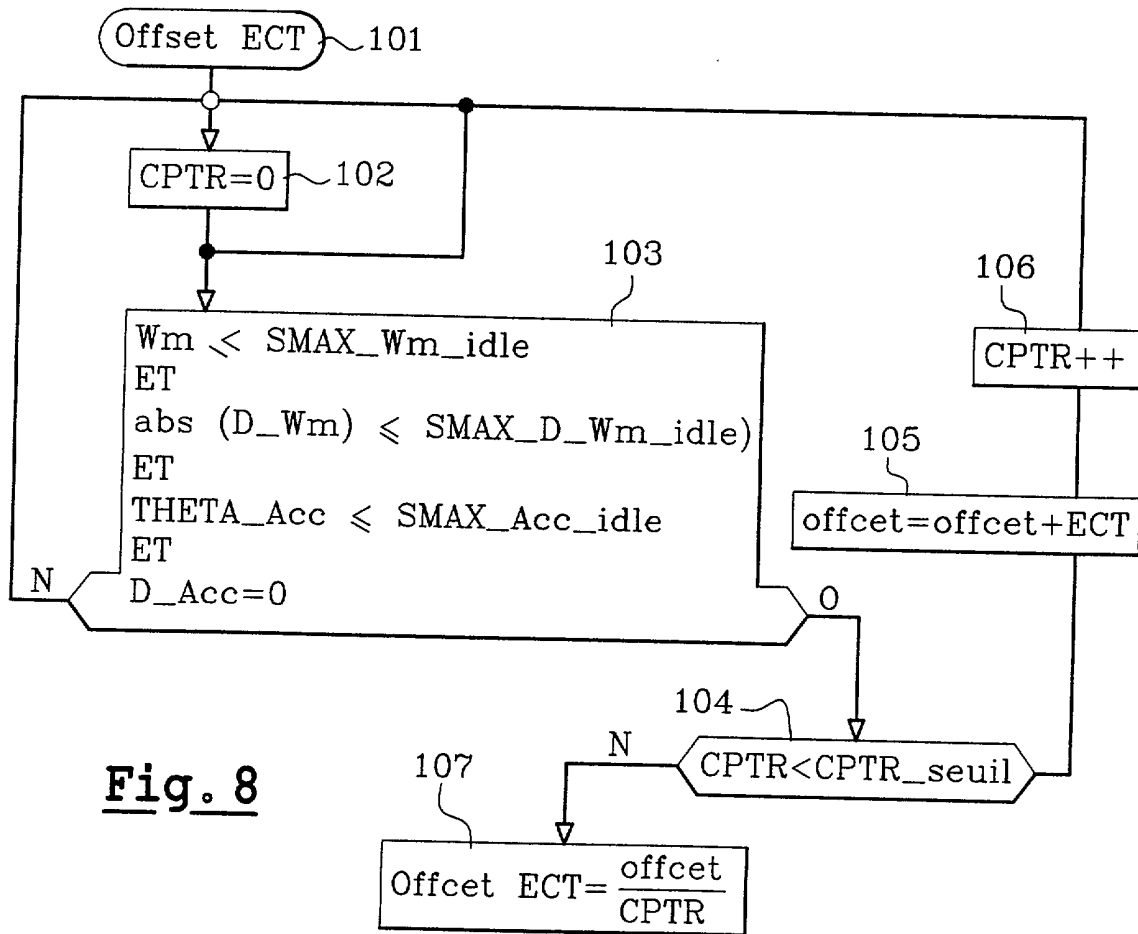 Offset ECT
101
CPTR=0
102
103
Wm ⩽ SMAX_Wm_idle
ET
abs (D_Wm) ⩽ SMAX_D_Wm_idle)
ET
THETA_Acc ⩽ SMAX_Acc_idle
ET
D_Acc=0
N
O
106
CPTR++
105
offcet=offcet+ECT
104
CPTR<CPTR_seuil
N
107
Offcet ECT=offcet/CPTR
Fig. 8